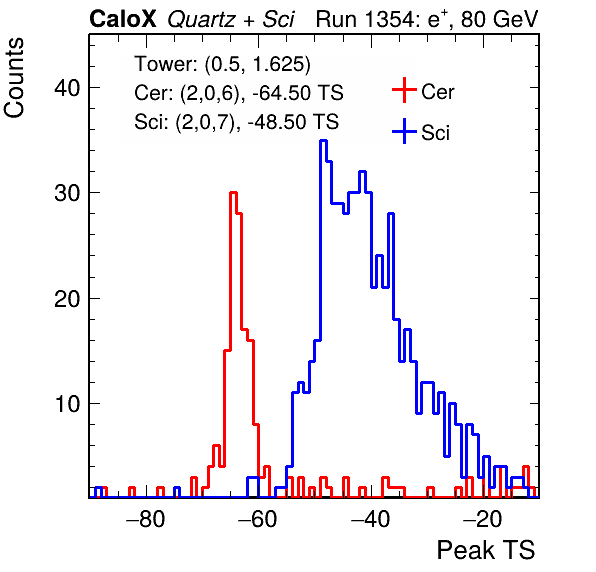 CaloX Quartz + Sci Run 1354: e⁺, 80 GeV
Counts
Tower: (0.5, 1.625)
Cer: (2,0,6), -64.50 TS
Sci: (2,0,7), -48.50 TS
Cer
Sci
40
30
20
10
−80 −60 −40 −20
Peak TS